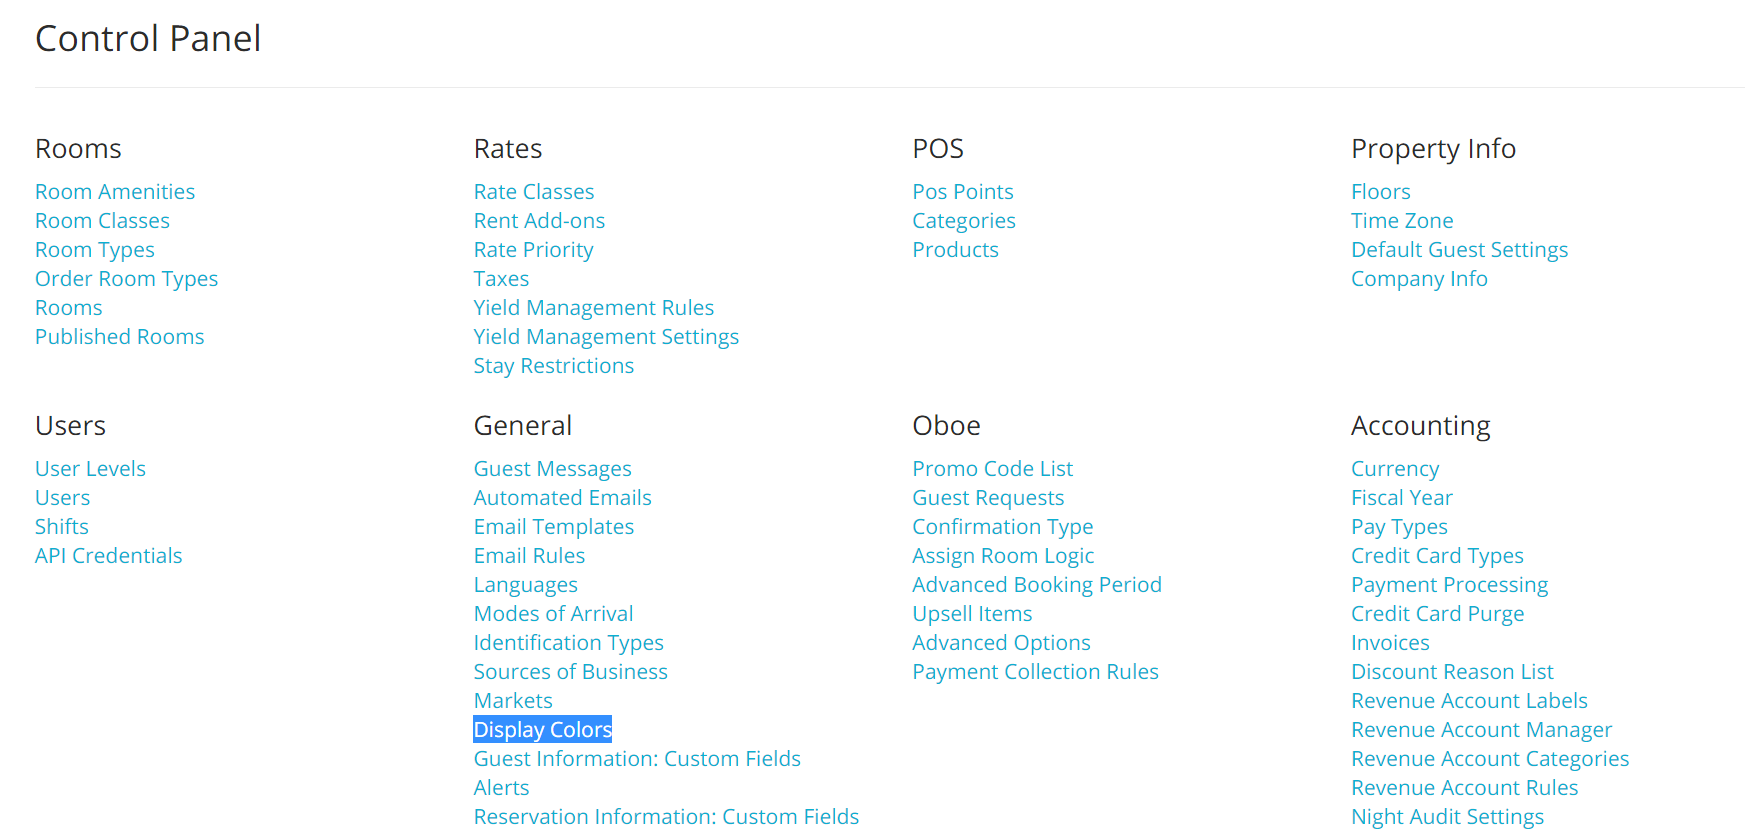 Control Panel
Rooms
Room Amenities
Room Classes
Room Types
Order Room Types
Rooms
Published Rooms
Rates
Rate Classes
Rent Add-ons
Rate Priority
Taxes
Yield Management Rules
Yield Management Settings
Stay Restrictions
POS
Pos Points
Categories
Products
Property Info
Floors
Time Zone
Default Guest Settings
Company Info
Users
User Levels
Users
Shifts
API Credentials
General
Guest Messages
Automated Emails
Email Templates
Email Rules
Languages
Modes of Arrival
Identification Types
Sources of Business
Markets
Display Colors
Guest Information: Custom Fields
Alerts
Reservation Information: Custom Fields
Oboe
Promo Code List
Guest Requests
Confirmation Type
Assign Room Logic
Advanced Booking Period
Upsell Items
Advanced Options
Payment Collection Rules
Accounting
Currency
Fiscal Year
Pay Types
Credit Card Types
Payment Processing
Credit Card Purge
Invoices
Discount Reason List
Revenue Account Labels
Revenue Account Manager
Revenue Account Categories
Revenue Account Rules
Night Audit Settings